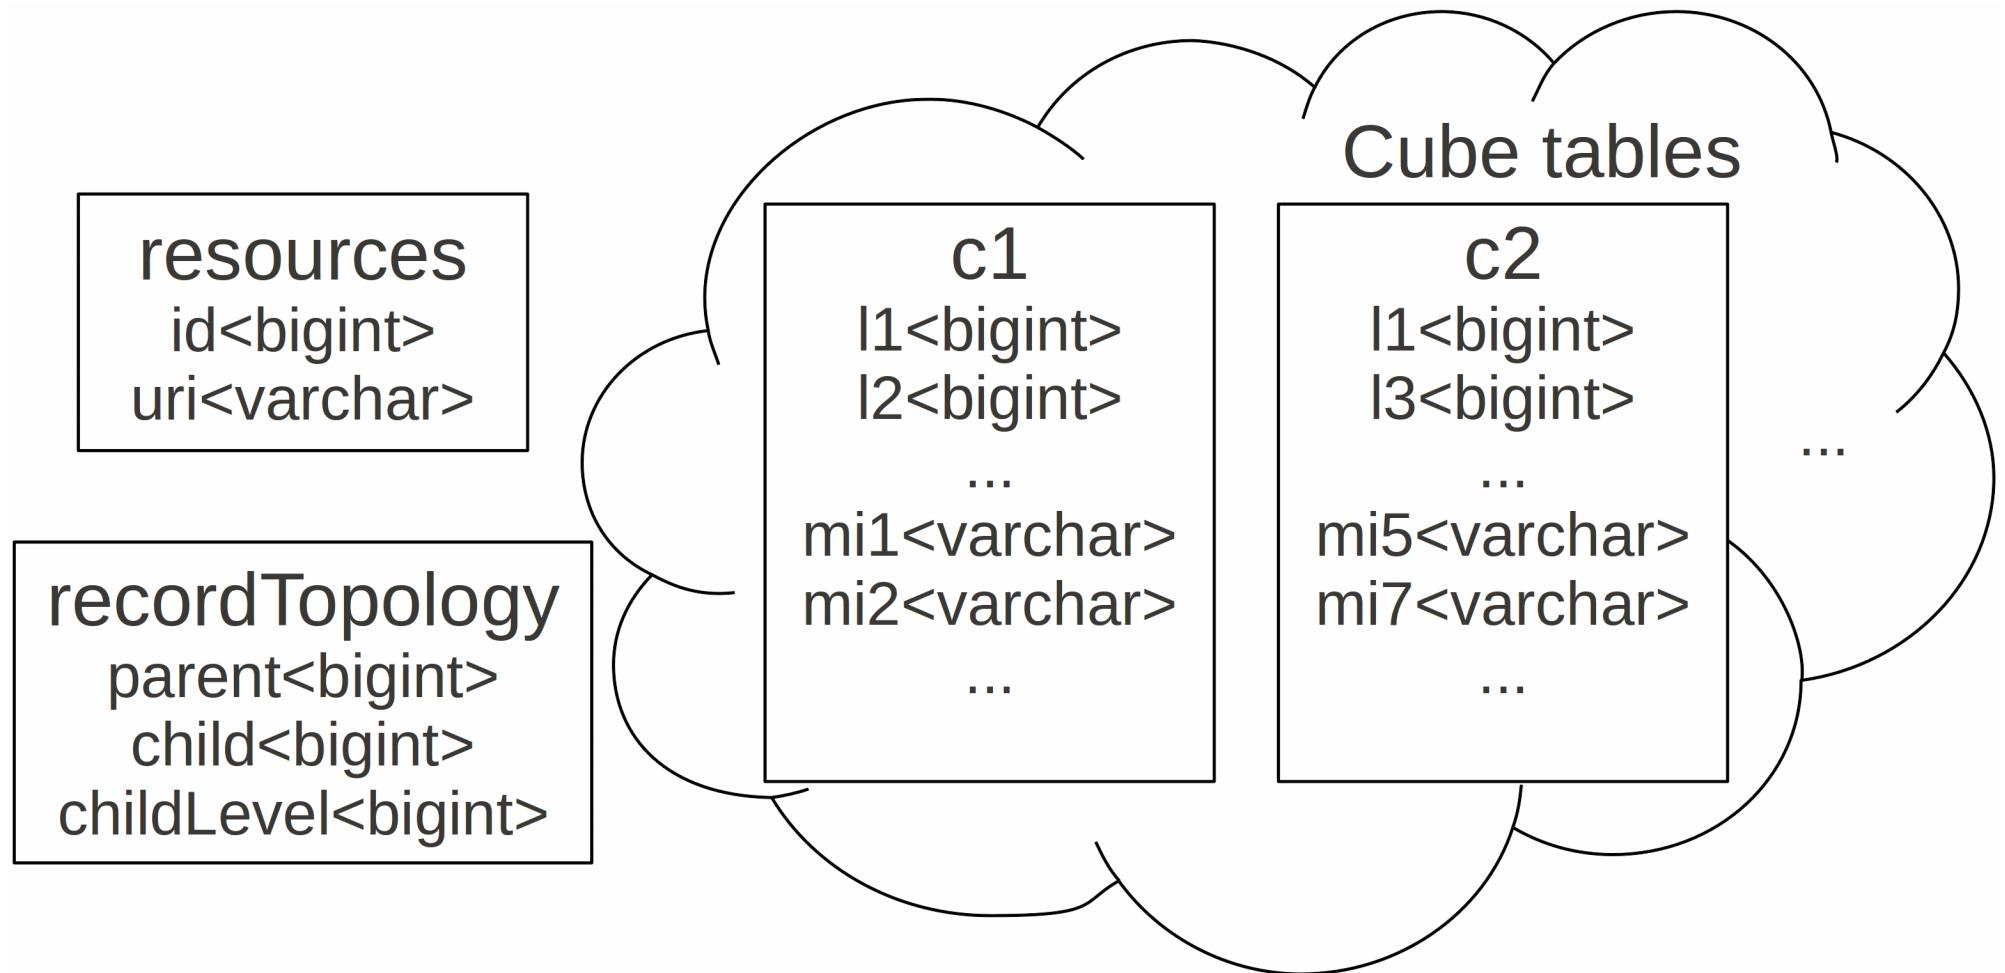 resources
id<bigint>
uri<varchar>
recordTopology
parent<bigint>
child<bigint>
childLevel<bigint>
Cube tables
c1
l1<bigint>
l2<bigint>
...
mi1<varchar>
mi2<varchar>
...
c2
l1<bigint>
l3<bigint>
...
mi5<varchar>
mi7<varchar>
...
...